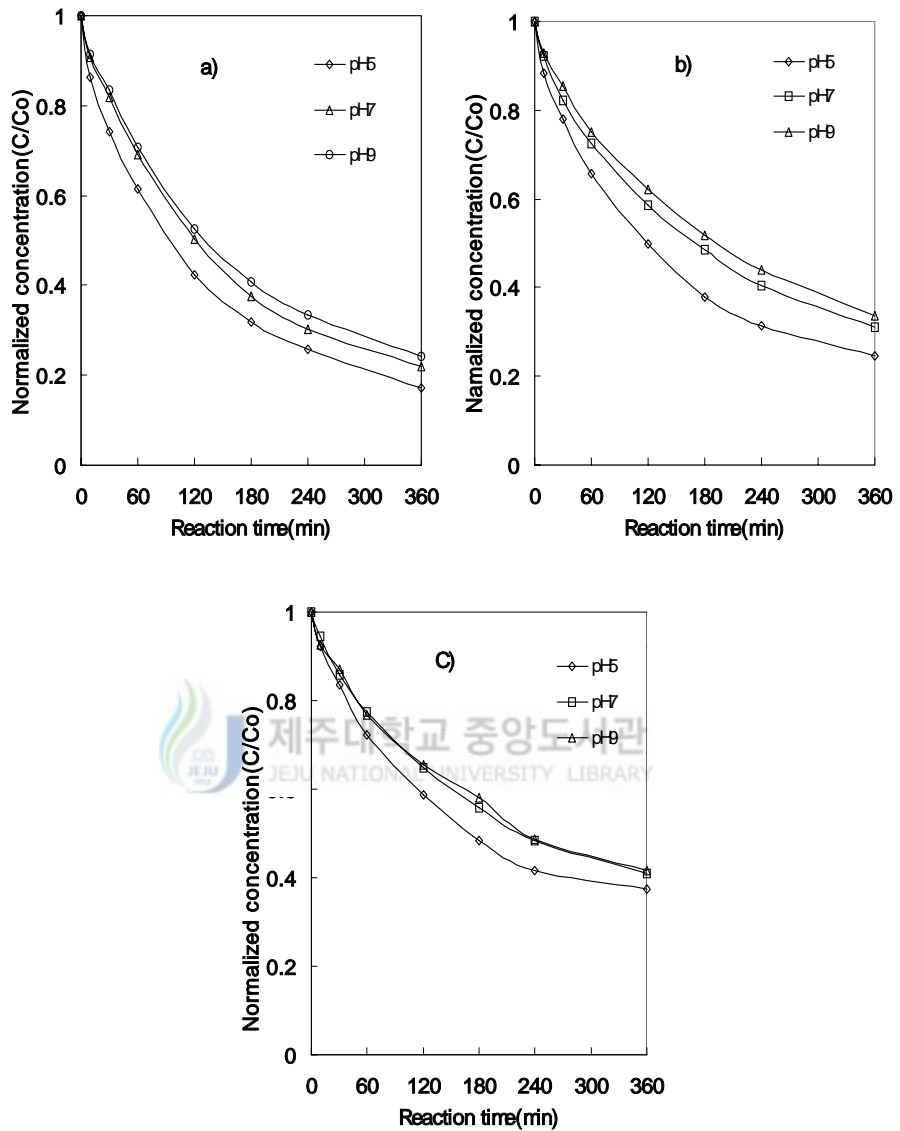 a)
pH5
pH7
pH9
1
0.8
0.6
0.4
0.2
0
0 60 120 180 240 300 360
Reaction time(min)
Normalized concentration(C/Co)
b)
pH5
pH7
pH9
1
0.8
0.6
0.4
0.2
0
0 60 120 180 240 300 360
Reaction time(min)
Namalized concentration(C/Co)
C)
pH5
pH7
pH9
1
0.8
0.4
0.2
0
0 60 120 180 240 300 360
Reaction time(min)
Normalized concentration(C/Co)
제주대학교 중앙도서관
JEJU NATIONAL UNIVERSITY LIBRARY
JEJU
1952